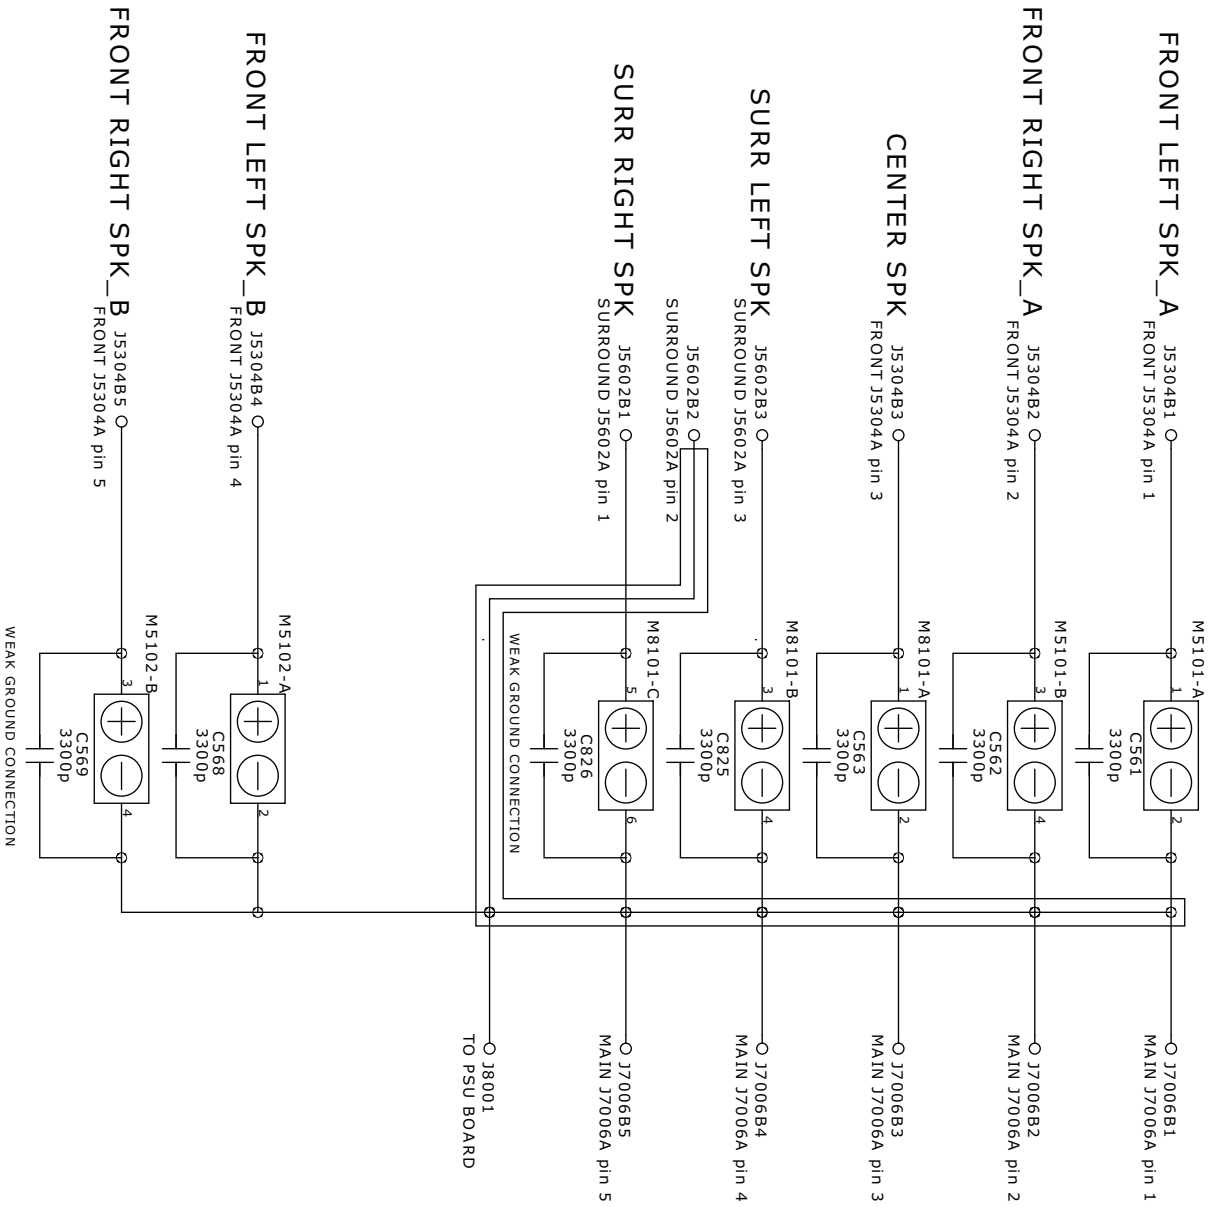 FRONT LEFT SPK_A
J5304B1
FRONT J5304A pin 1
M5101-A
1
2
C561
3300p
J7006B1
MAIN J7006A pin 1
FRONT RIGHT SPK_A
J5304B2
FRONT J5304A pin 2
M5101-B
3
4
C562
3300p
J7006B2
MAIN J7006A pin 2
CENTER SPK
J5304B3
FRONT J5304A pin 3
M8101-A
1
2
C563
3300p
J7006B3
MAIN J7006A pin 3
SURR LEFT SPK
J5602B3
SURROUND J5602A pin 3
M8101-B
3
4
C825
3300p
J7006B4
MAIN J7006A pin 4
J5602B2
SURROUND J5602A pin 2
SURR RIGHT SPK
J5602B1
SURROUND J5602A pin 1
M8101-C
5
6
C826
3300p
J7006B5
MAIN J7006A pin 5
WEAK GROUND CONNECTION
J8001
TO PSU BOARD
FRONT LEFT SPK_B
J5304B4
FRONT J5304A pin 4
M5102-A
1
2
C568
3300p
FRONT RIGHT SPK_B
J5304B5
FRONT J5304A pin 5
M5102-B
3
4
C569
3300p
WEAK GROUND CONNECTION